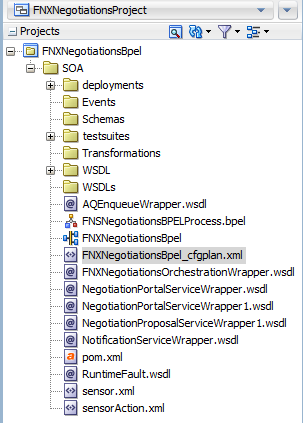 FNXNegotiationsProject
Projects
FNXNegotiationsBpel
SOA
deployments
Events
Schemas
testsuites
Transformations
WSDL
WSDLs
AQEnqueueWrapper.wsdl
FNSNegotiationsBPELProcess.bpel
FNXNegotiationsBpel
FNXNegotiationsBpel_cfgplan.xml
FNXNegotiationsOrchestrationWrapper.wsdl
NegotiationPortalServiceWrapper.wsdl
NegotiationPortalServiceWrapper1.wsdl
NegotiationProposalServiceWrapper1.wsdl
NotificationServiceWrapper.wsdl
pom.xml
RuntimeFault.wsdl
sensor.xml
sensorAction.xml